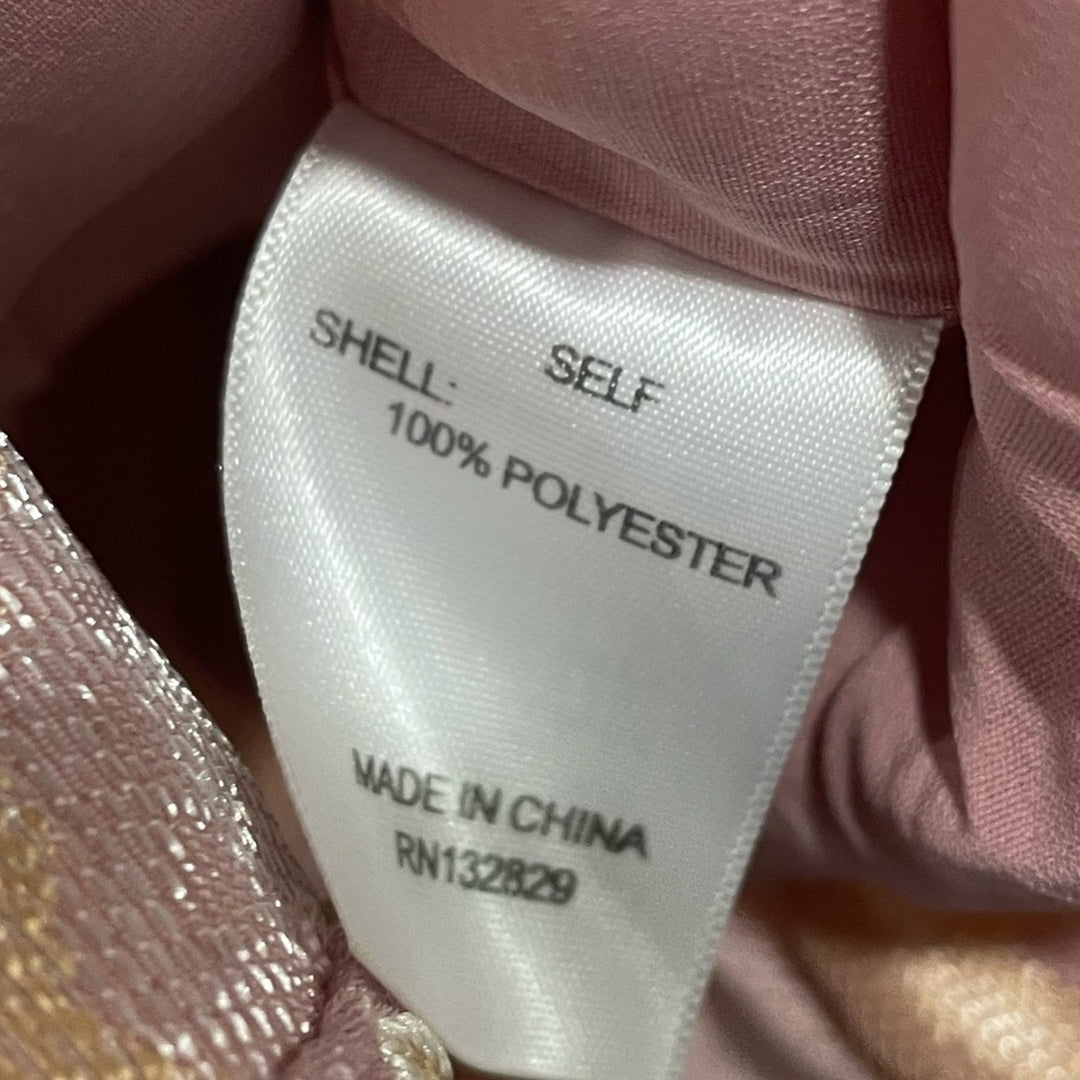 SHELL: SELF
100% POLYESTER
MADE IN CHINA
RN132829